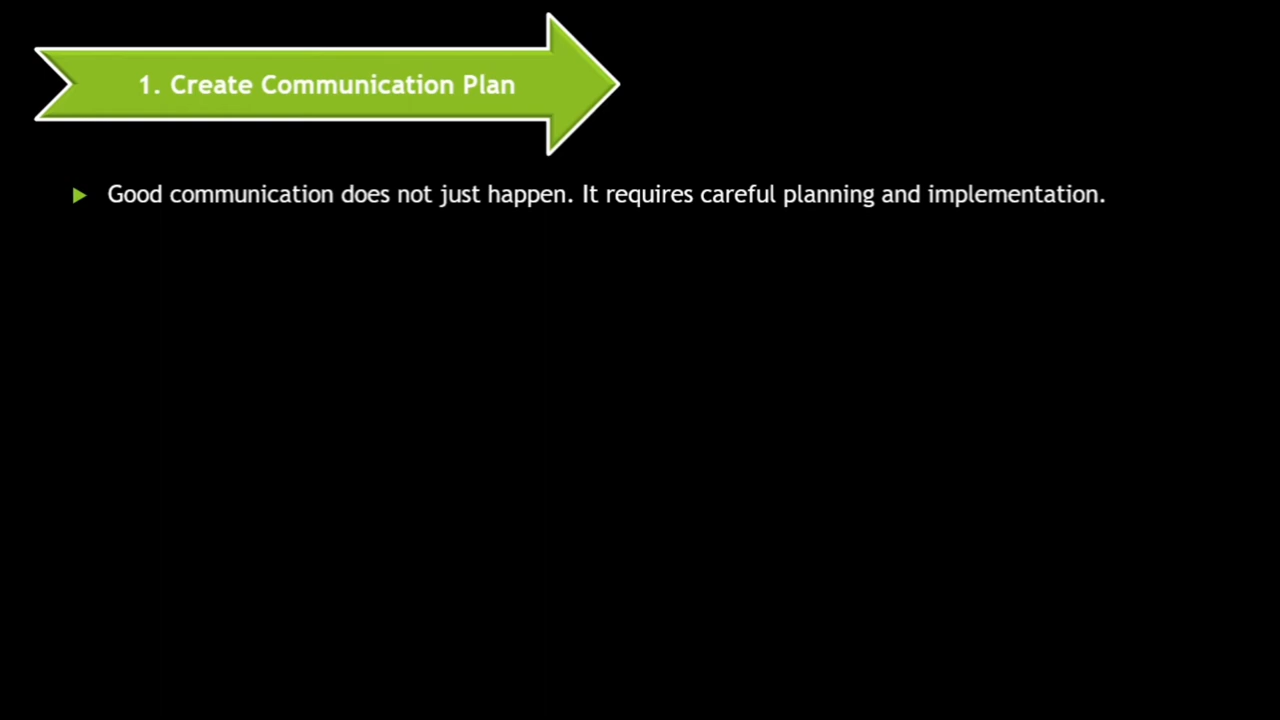 1. Create Communication Plan
Good communication does not just happen. It requires careful planning and implementation.